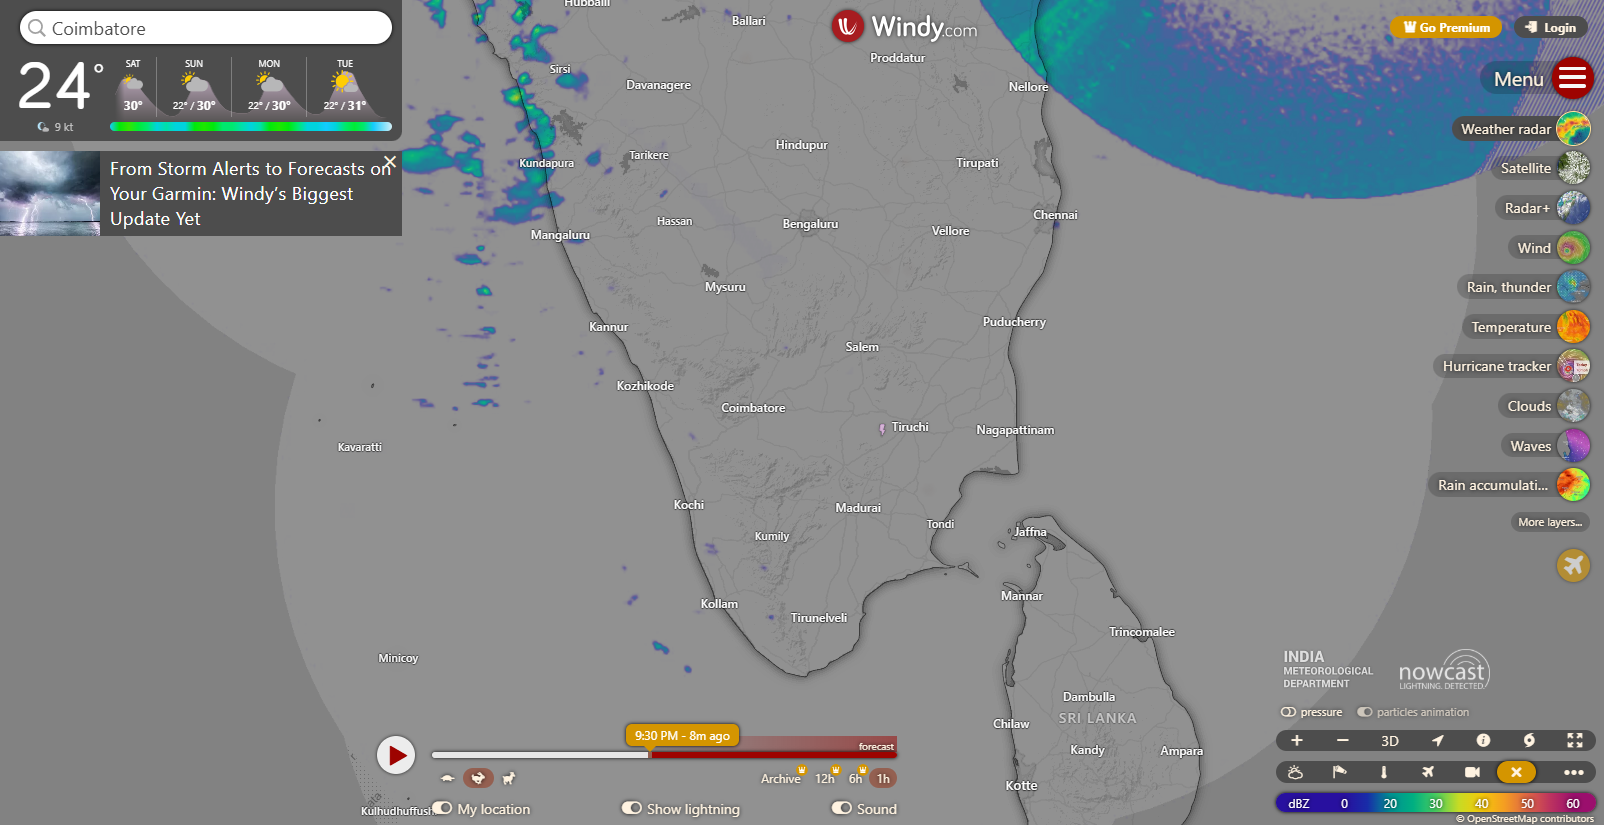 Coimbatore
24°
9 kt
SAT SUN MON TUE
30° 22° / 30° 22° / 30° 22° / 31°
From Storm Alerts to Forecasts on
Your Garmin: Windy's Biggest
Update Yet
Windy.com
Go Premium
Login
Menu
Weather radar
Satellite
Radar+
Wind
Rain, thunder
Temperature
Hurricane tracker
Clouds
Waves
Rain accumulati...
More layers...
Hubballi
Ballari
Proddatur
Sirsi
Davanagere
Nellore
Hindupur
Tarikere
Kundapura
Tirupati
Hassan
Bengaluru
Chennai
Mangaluru
Vellore
Mysuru
Kannur
Puducherry
Salem
Kozhikode
Coimbatore
Tiruchi
Nagapattinam
Kavaratti
Kochi
Madurai
Tondi
Kumily
Jaffna
Mannar
Kollam
Tirunelveli
Trincomalee
Minicoy
Dambulla
SRI LANKA
Chilaw
Kandy
Ampara
Kotte
Kulhudhuffushi
9:30 PM - 8m ago
forecast
Archive 12h 6h 1h
My location
Show lightning
Sound
INDIA
METEOROLOGICAL
DEPARTMENT
nowcast
LIGHTNING. DETECTED.
pressure
particles animation
+ − 3D
dBZ 0 20 30 40 50 60
© OpenStreetMap contributors